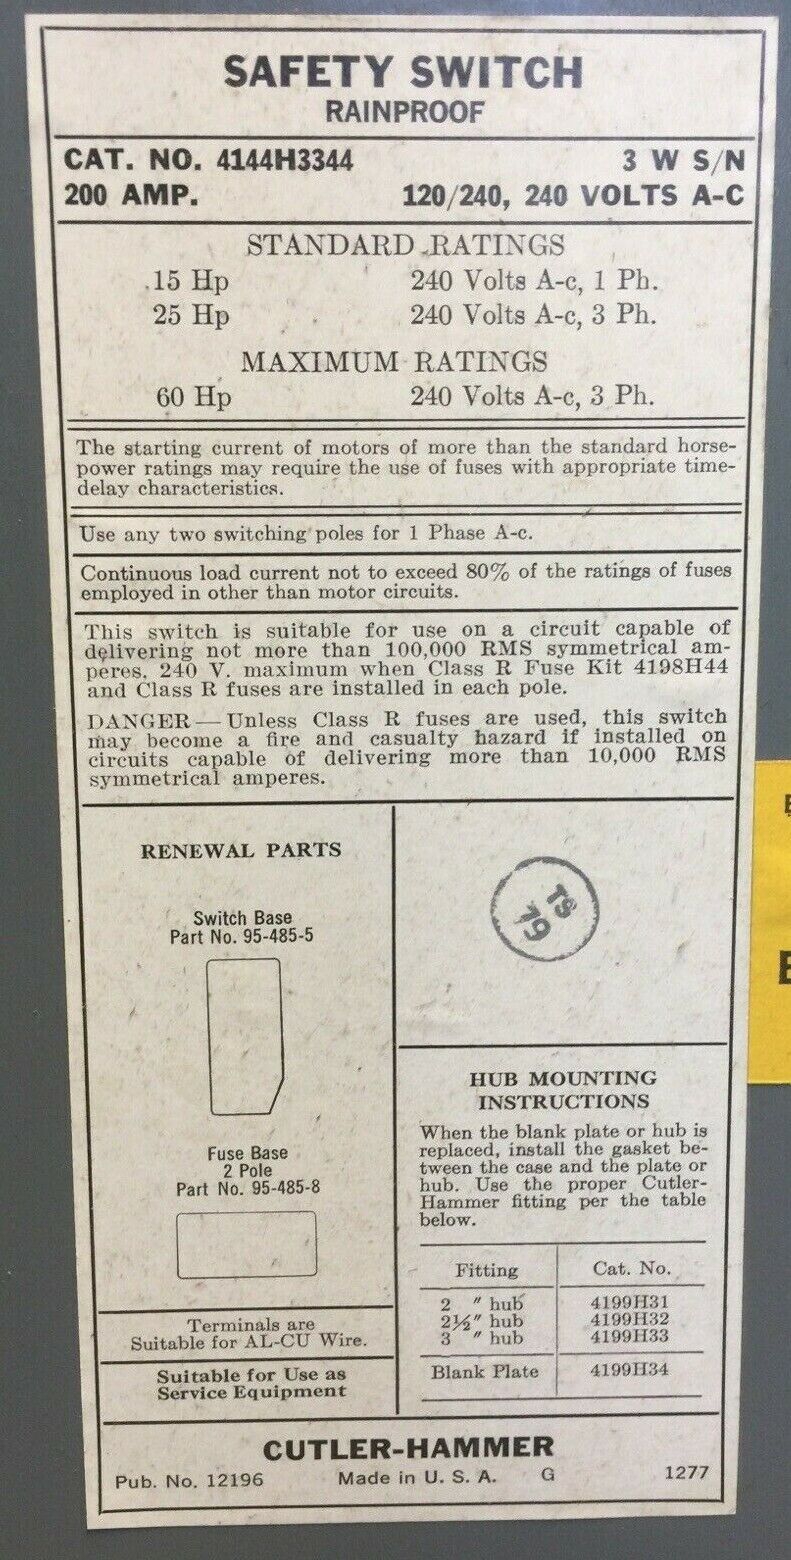 SAFETY SWITCH
RAINPROOF
CAT. NO. 4144H3344 3 W S/N
200 AMP. 120/240, 240 VOLTS A-C
STANDARD RATINGS
15 Hp 240 Volts A-c, 1 Ph.
25 Hp 240 Volts A-c, 3 Ph.
MAXIMUM RATINGS
60 Hp 240 Volts A-c, 3 Ph.
The starting current of motors of more than the standard horse-
power ratings may require the use of fuses with appropriate time-
delay characteristics.
Use any two switching poles for 1 Phase A-c.
Continuous load current not to exceed 80% of the ratings of fuses
employed in other than motor circuits.
This switch is suitable for use on a circuit capable of
delivering not more than 100,000 RMS symmetrical am-
peres. 240 V. maximum when Class R Fuse Kit 4198H44
and Class R fuses are installed in each pole.
DANGER — Unless Class R fuses are used, this switch
may become a fire and casualty hazard if installed on
circuits capable of delivering more than 10,000 RMS
symmetrical amperes.
RENEWAL PARTS
Switch Base
Part No. 95-485-5
Fuse Base
2 Pole
Part No. 95-485-8
Terminals are
Suitable for AL-CU Wire.
Suitable for Use as
Service Equipment
TS
19
HUB MOUNTING
INSTRUCTIONS
When the blank plate or hub is
replaced, install the gasket be-
tween the case and the plate or
hub. Use the proper Cutler-
Hammer fitting per the table
below.
Fitting Cat. No.
2 " hub 4199H31
2½" hub 4199H32
3 " hub 4199H33
Blank Plate 4199H34
CUTLER-HAMMER
Pub. No. 12196 Made in U. S. A. G 1277